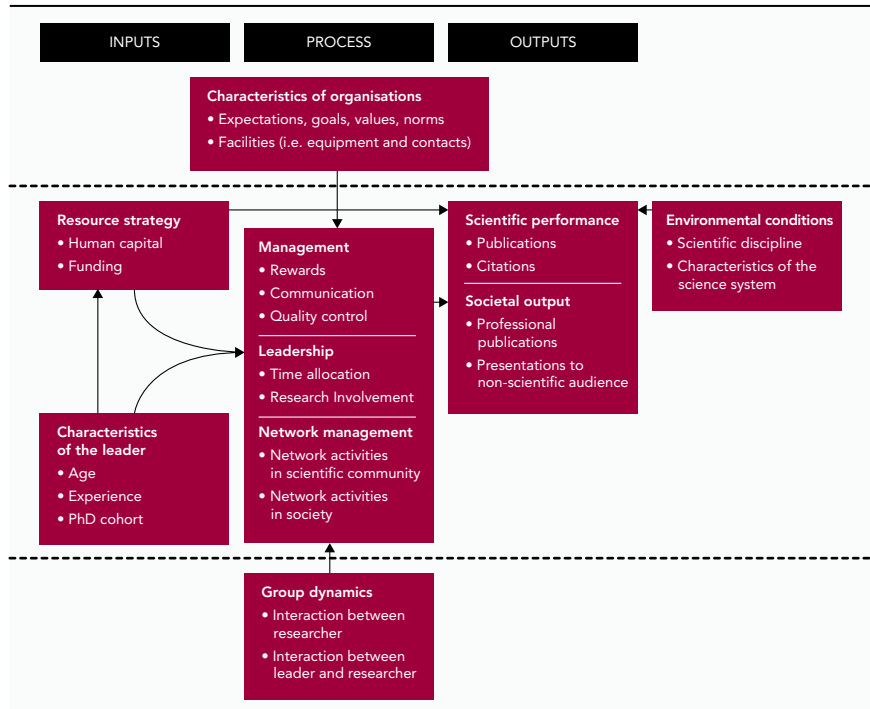 INPUTS
PROCESS
OUTPUTS
Characteristics of organisations
• Expectations, goals, values, norms
• Facilities (i.e. equipment and contacts)
Resource strategy
• Human capital
• Funding
Management
• Rewards
• Communication
• Quality control
Leadership
• Time allocation
• Research Involvement
Network management
• Network activities
in scientific community
• Network activities
in society
Scientific performance
• Publications
• Citations
Societal output
• Professional
publications
• Presentations to
non-scientific audience
Environmental conditions
• Scientific discipline
• Characteristics of the
science system
Characteristics
of the leader
• Age
• Experience
• PhD cohort
Group dynamics
• Interaction between
researcher
• Interaction between
leader and researcher